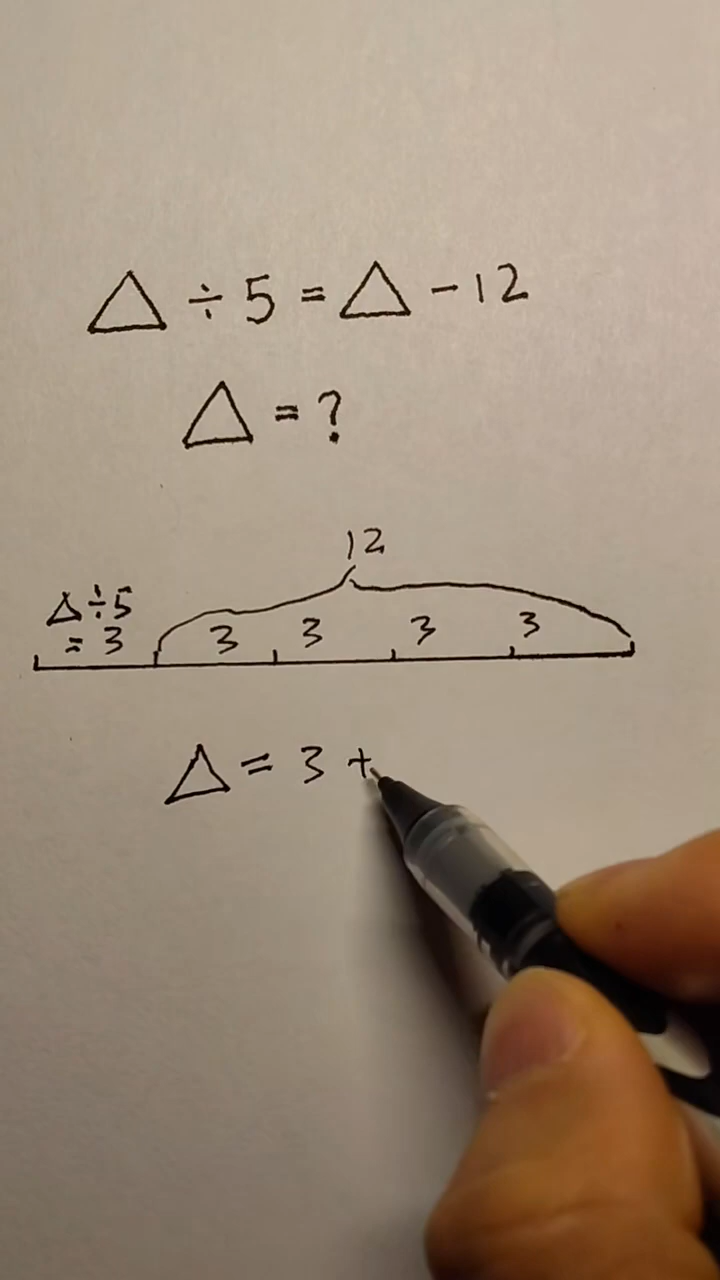 △ ÷ 5 = △ - 12
△ = ?
12
△ ÷ 5
= 3 3 3 3 3
△ = 3 +